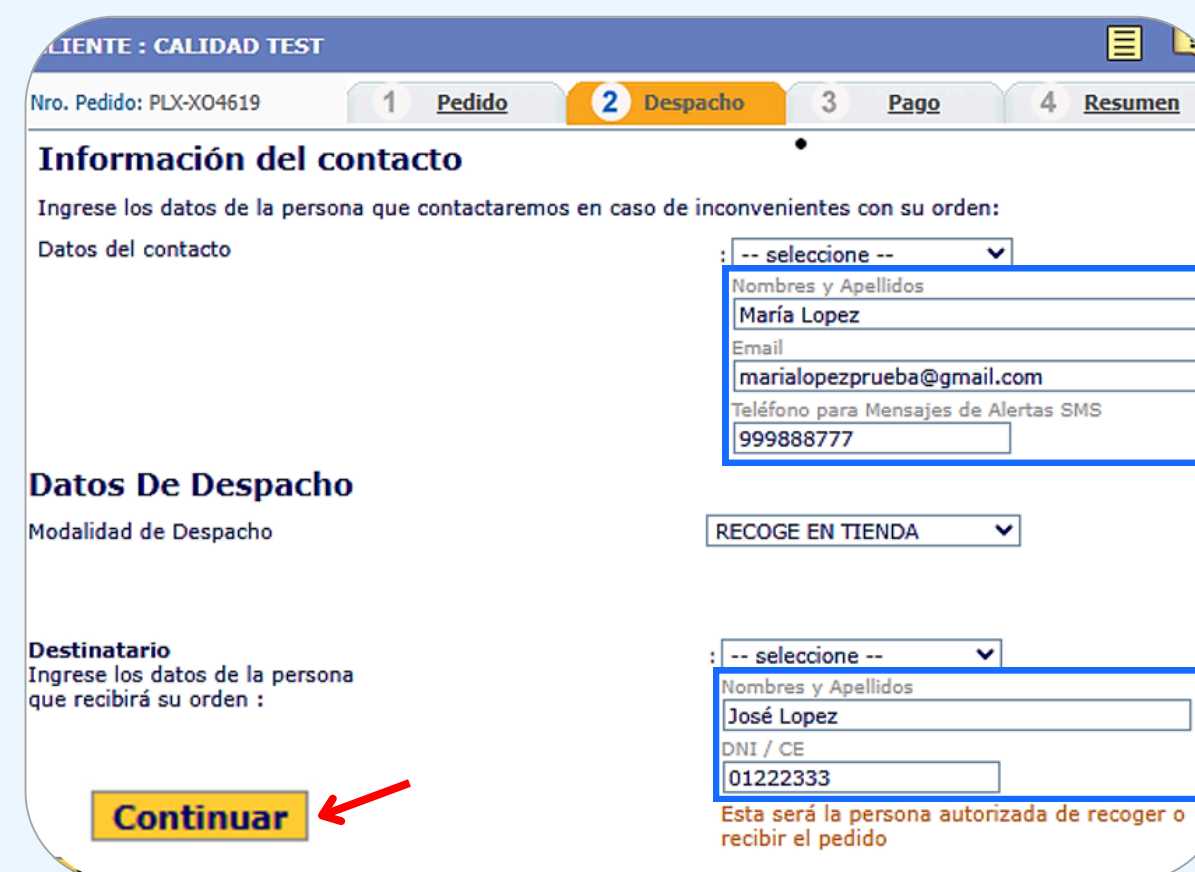 CLIENTE : CALIDAD TEST
Nro. Pedido: PLX-XO4619
1 Pedido
2 Despacho
3 Pago
4 Resumen
Información del contacto
Ingrese los datos de la persona que contactaremos en caso de inconvenientes con su orden:
Datos del contacto
: -- seleccione --
Nombres y Apellidos
María Lopez
Email
marialopezprueba@gmail.com
Teléfono para Mensajes de Alertas SMS
999888777
Datos De Despacho
Modalidad de Despacho
RECOGE EN TIENDA
Destinatario
Ingrese los datos de la persona
que recibirá su orden :
: -- seleccione --
Nombres y Apellidos
José Lopez
DNI / CE
01222333
Esta será la persona autorizada de recoger o
recibir el pedido
Continuar